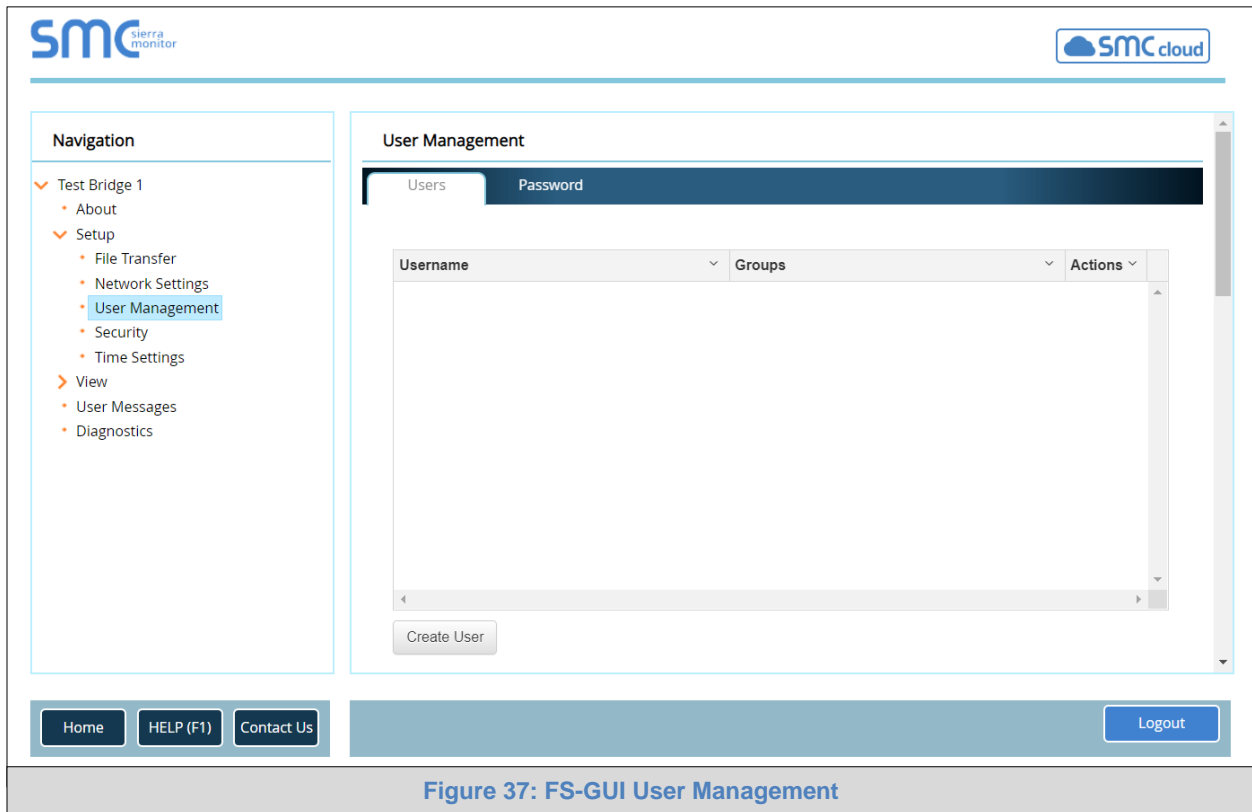 SMC sierra monitor
SMC cloud
Navigation
Test Bridge 1
About
Setup
File Transfer
Network Settings
User Management
Security
Time Settings
View
User Messages
Diagnostics
User Management
Users Password
Username Groups Actions
Create User
Home HELP (F1) Contact Us
Logout
Figure 37: FS-GUI User Management